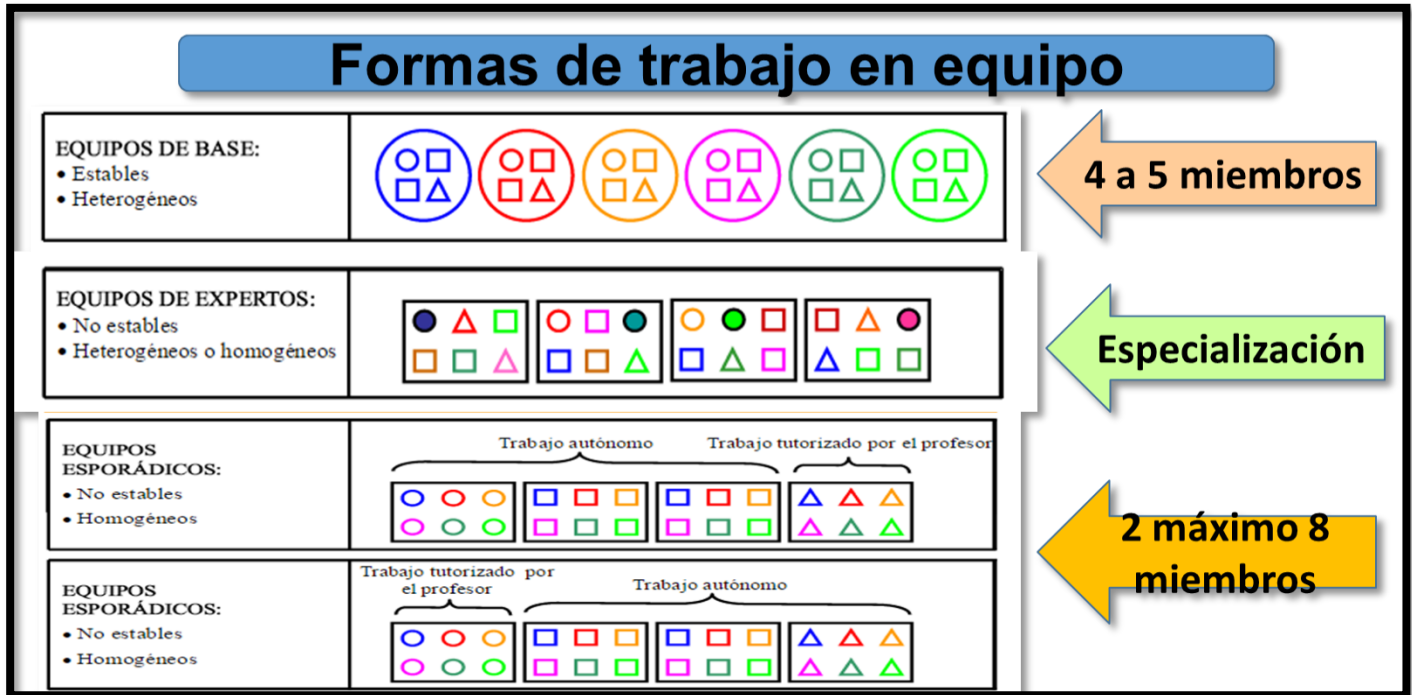 Formas de trabajo en equipo
EQUIPOS DE BASE:
• Estables
• Heterogéneos
4 a 5 miembros
EQUIPOS DE EXPERTOS:
• No estables
• Heterogéneos o homogéneos
Especialización
EQUIPOS
ESPORÁDICOS:
• No estables
• Homogéneos
Trabajo autónomo
Trabajo tutorizado por el profesor
2 máximo 8
miembros
EQUIPOS
ESPORÁDICOS:
• No estables
• Homogéneos
Trabajo tutorizado por
el profesor
Trabajo autónomo